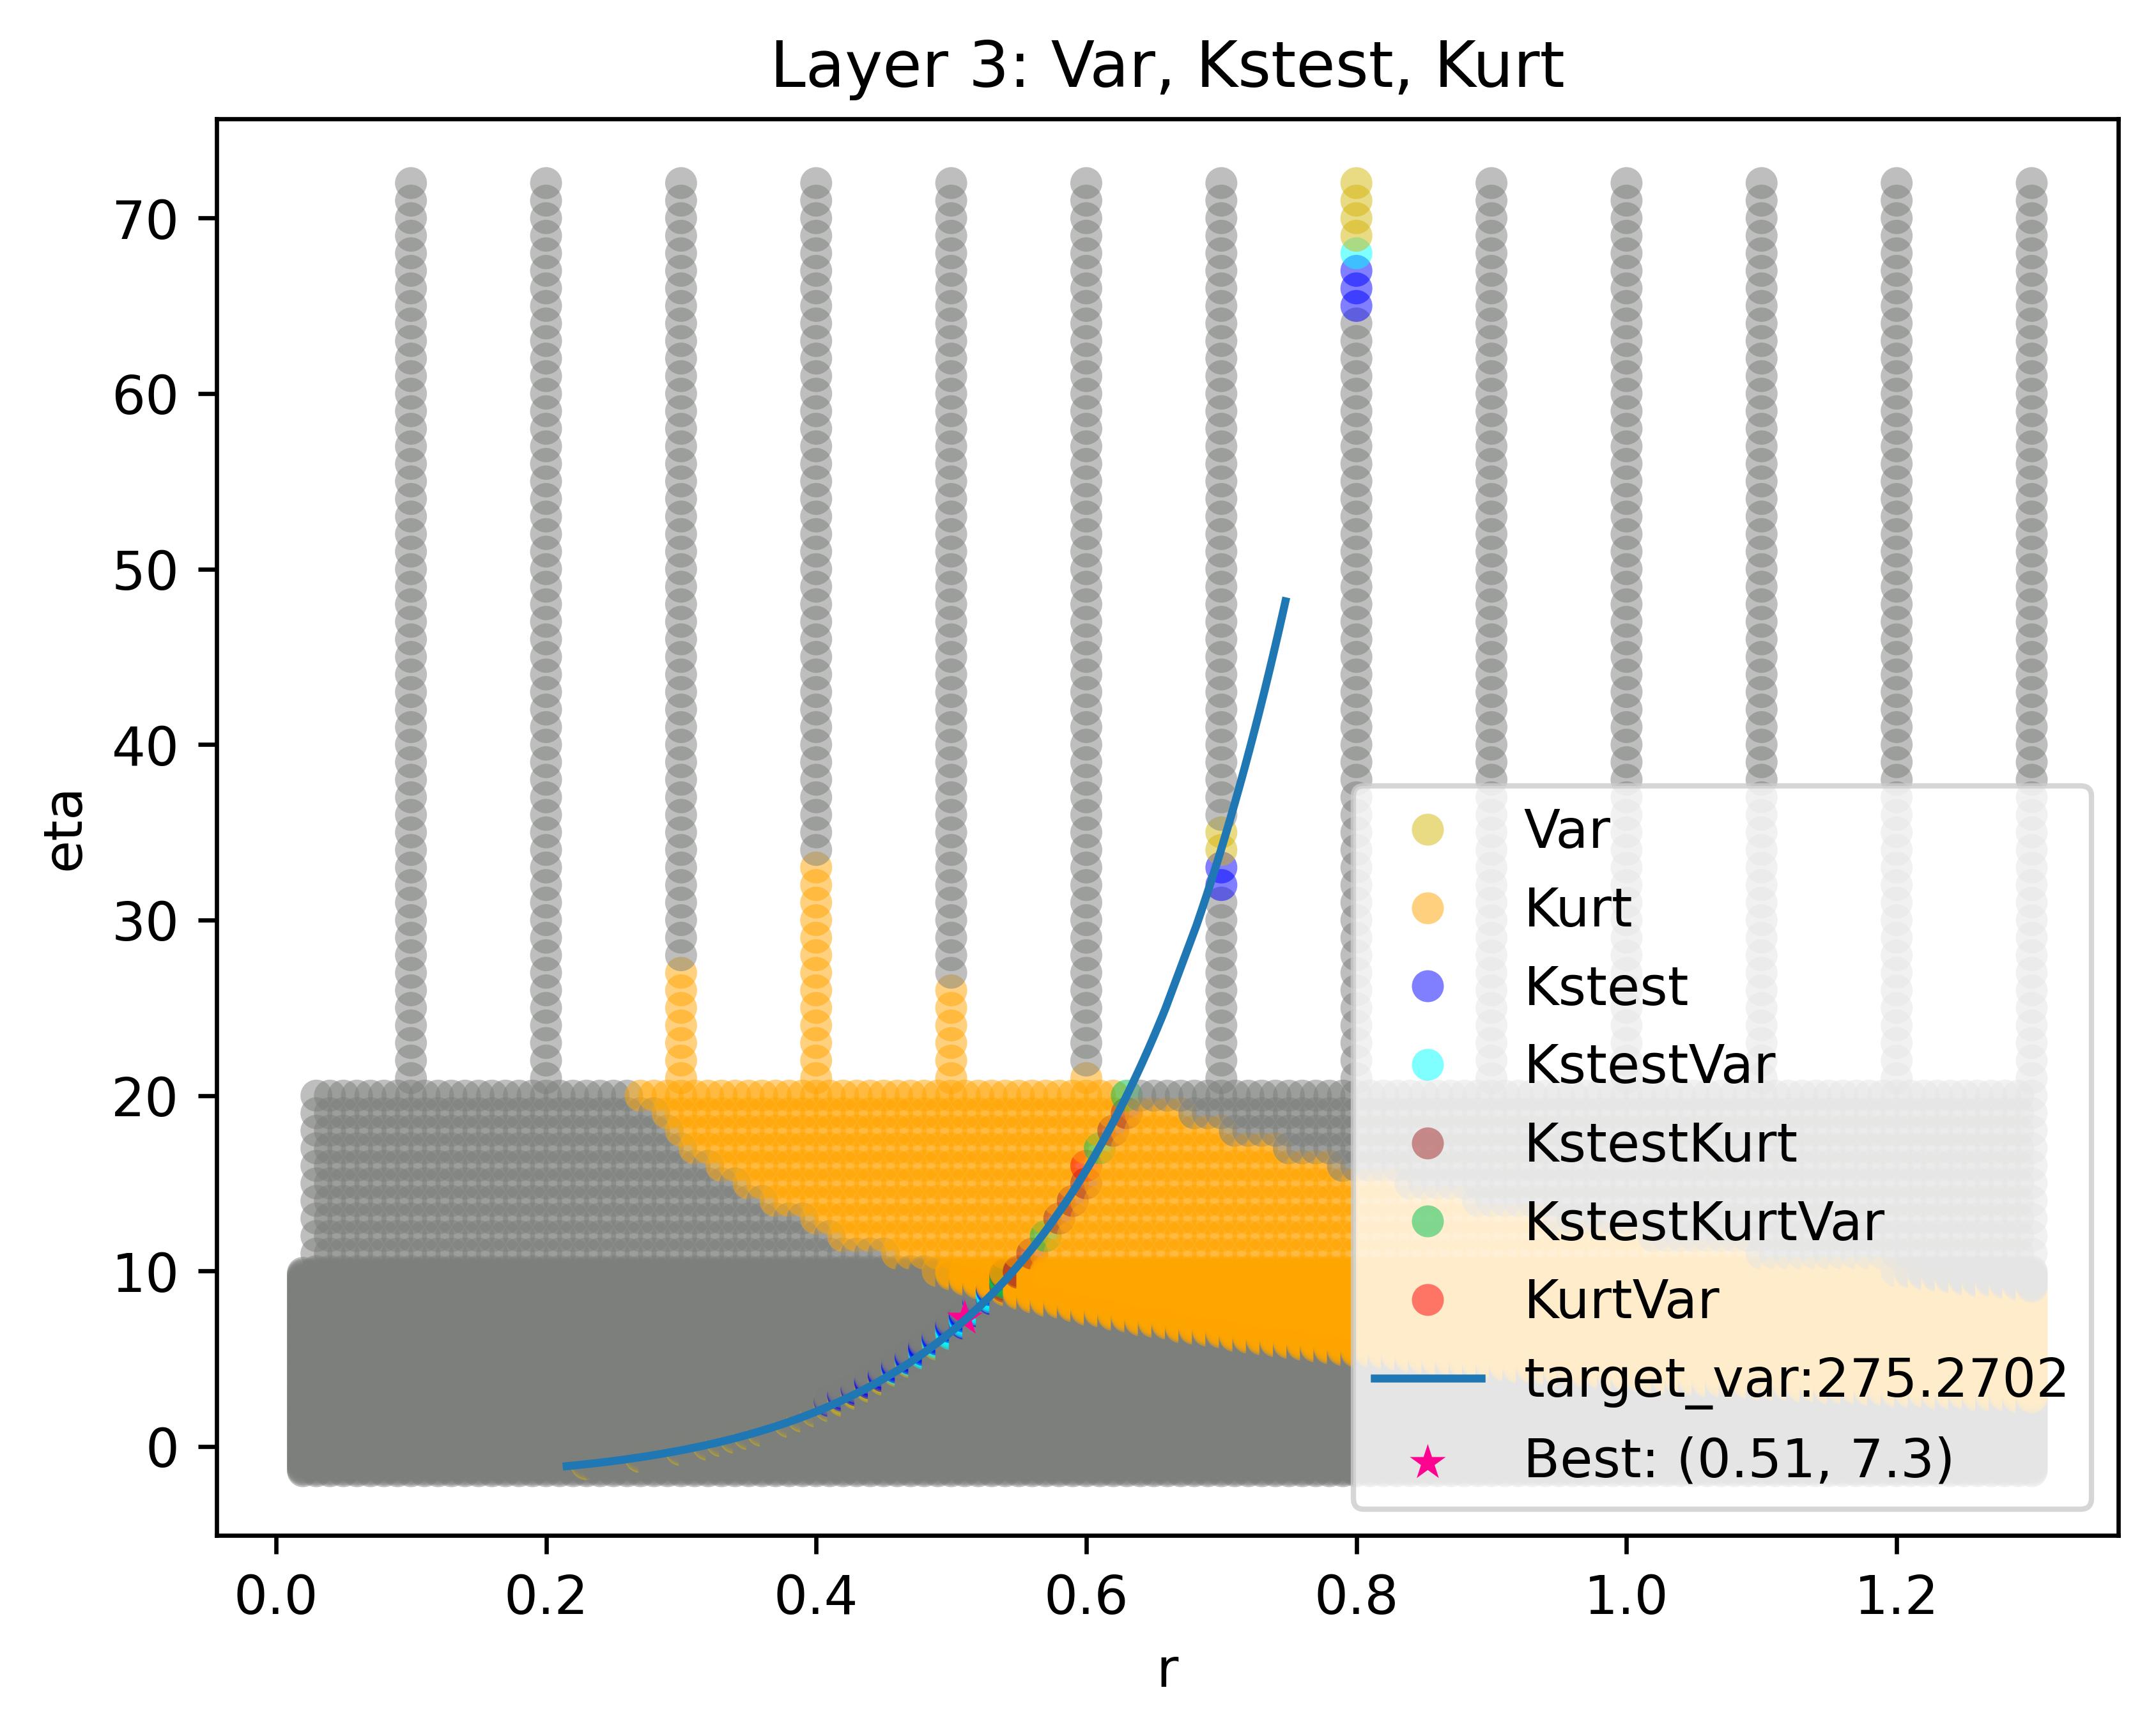 Layer 3: Var, Kstest, Kurt
eta
70
60
50
40
30
20
10
0
Var
Kurt
Kstest
KstestVar
KstestKurt
KstestKurtVar
KurtVar
target_var:275.2702
Best: (0.51, 7.3)
0.0 0.2 0.4 0.6 0.8 1.0 1.2
r